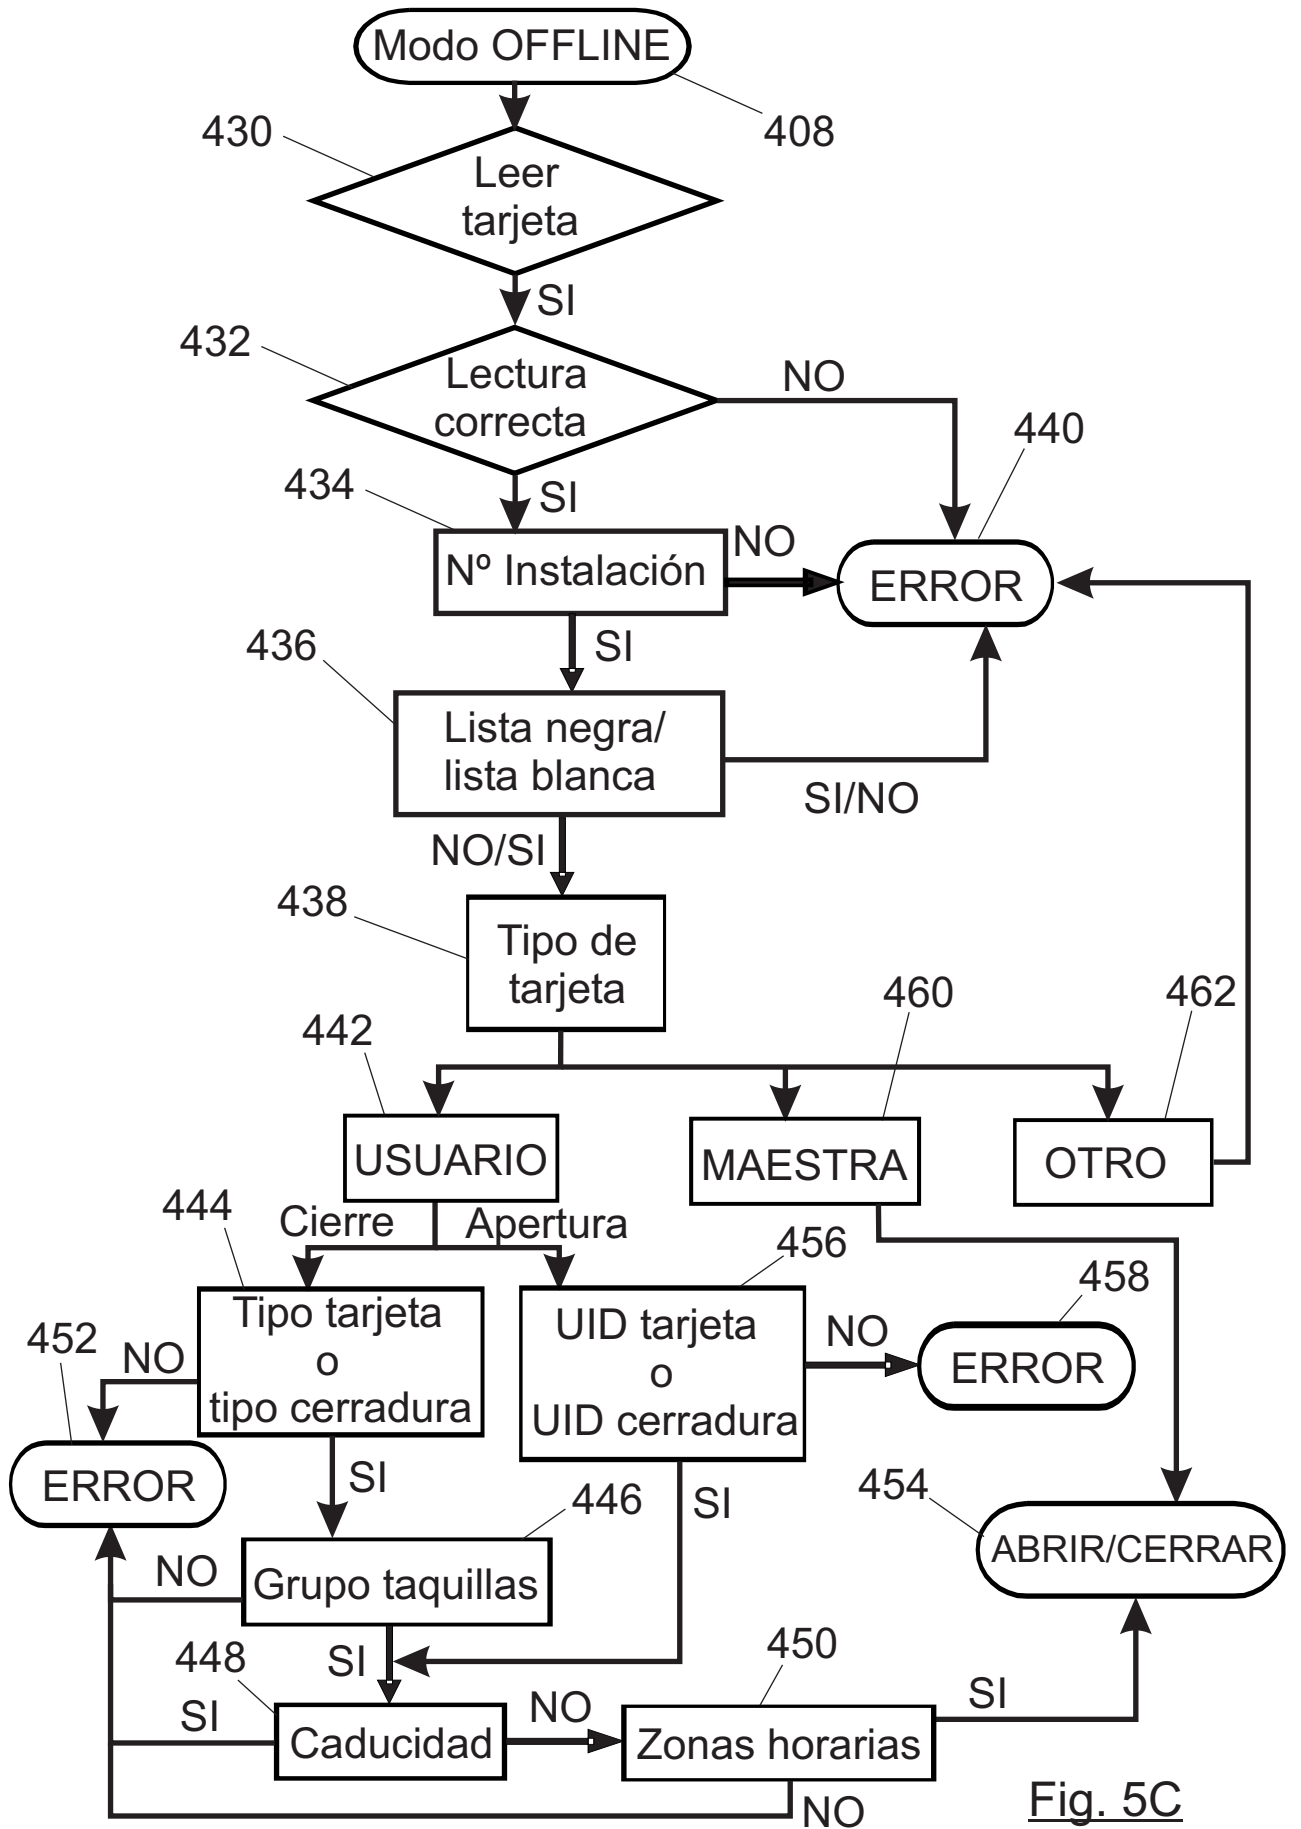 Modo OFFLINE
408
430
Leer
tarjeta
SI
432
Lectura
correcta
NO
440
434
SI
Nº Instalación
NO
ERROR
436
SI
Lista negra/
lista blanca
SI/NO
NO/SI
438
Tipo de
tarjeta
460
462
442
USUARIO
MAESTRA
OTRO
444
Cierre
Apertura
456
458
Tipo tarjeta
o
tipo cerradura
UID tarjeta
o
UID cerradura
NO
ERROR
452
NO
ERROR
SI
446
SI
454
ABRIR/CERRAR
NO
Grupo taquillas
448
SI
450
SI
Caducidad
NO
Zonas horarias
SI
NO
Fig. 5C